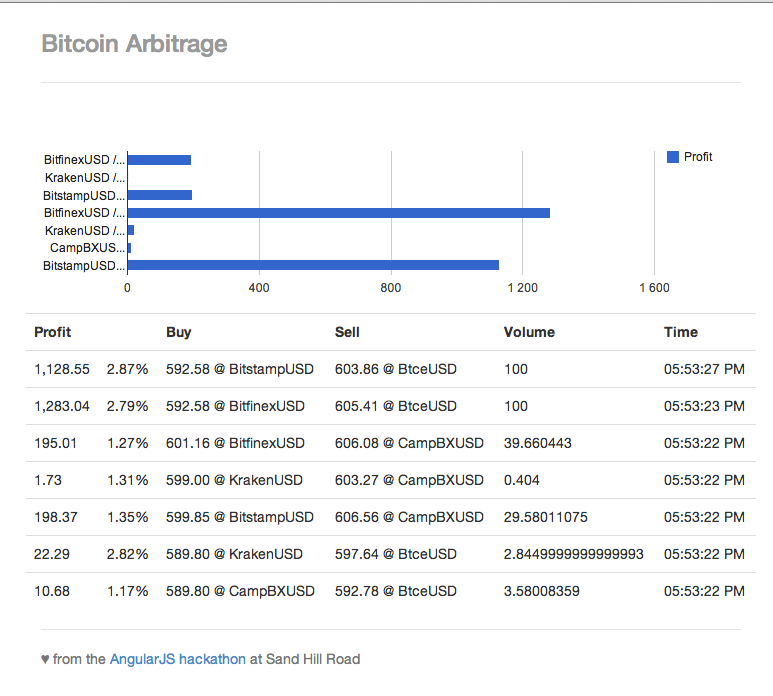 Bitcoin Arbitrage
BitfinexUSD /...
KrakenUSD /...
BitstampUSD...
BitfinexUSD /...
KrakenUSD /...
CampBXUS...
BitstampUSD...
Profit
0 400 800 1 200 1 600
Profit Buy Sell Volume Time
1,128.55 2.87% 592.58 @ BitstampUSD 603.86 @ BtceUSD 100 05:53:27 PM
1,283.04 2.79% 592.58 @ BitfinexUSD 605.41 @ BtceUSD 100 05:53:23 PM
195.01 1.27% 601.16 @ BitfinexUSD 606.08 @ CampBXUSD 39.660443 05:53:22 PM
1.73 1.31% 599.00 @ KrakenUSD 603.27 @ CampBXUSD 0.404 05:53:22 PM
198.37 1.35% 599.85 @ BitstampUSD 606.56 @ CampBXUSD 29.58011075 05:53:22 PM
22.29 2.82% 589.80 @ KrakenUSD 597.64 @ BtceUSD 2.8449999999999993 05:53:22 PM
10.68 1.17% 589.80 @ CampBXUSD 592.78 @ BtceUSD 3.58008359 05:53:22 PM
♥ from the AngularJS hackathon at Sand Hill Road